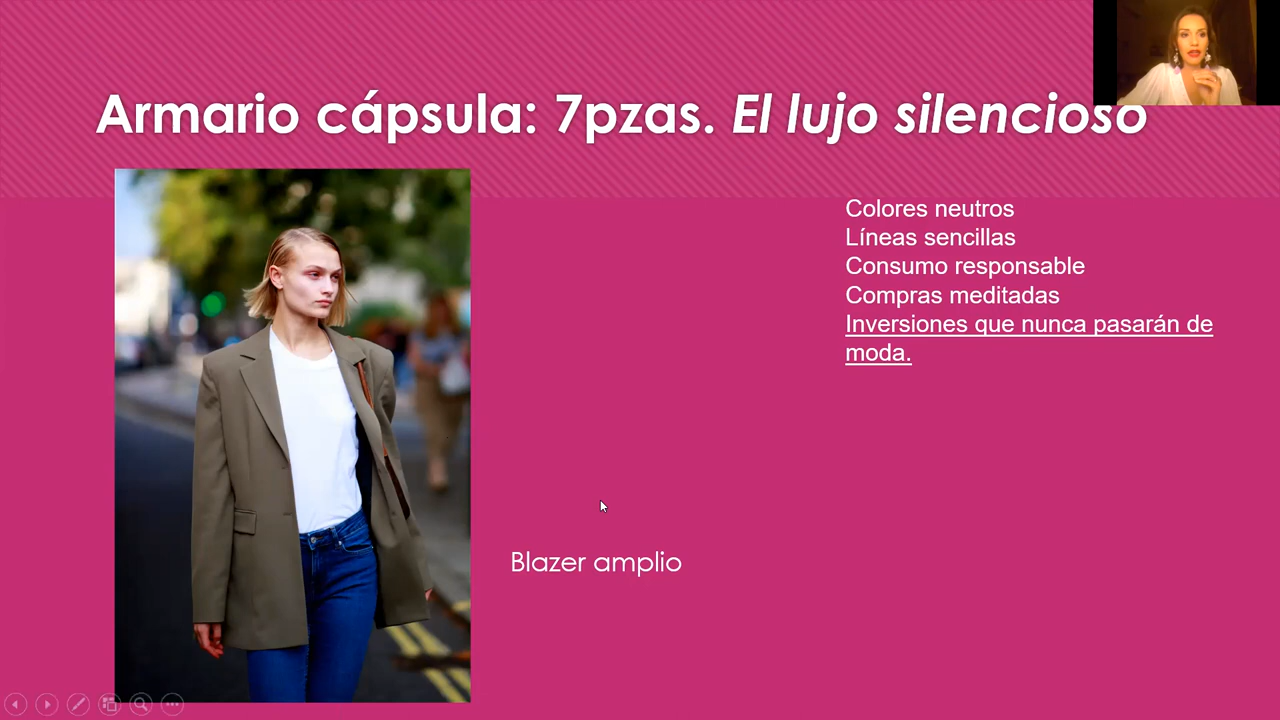 Armario cápsula: 7pzas. El lujo silencioso
Colores neutros
Líneas sencillas
Consumo responsable
Compras meditadas
Inversiones que nunca pasarán de
moda.
Blazer amplio